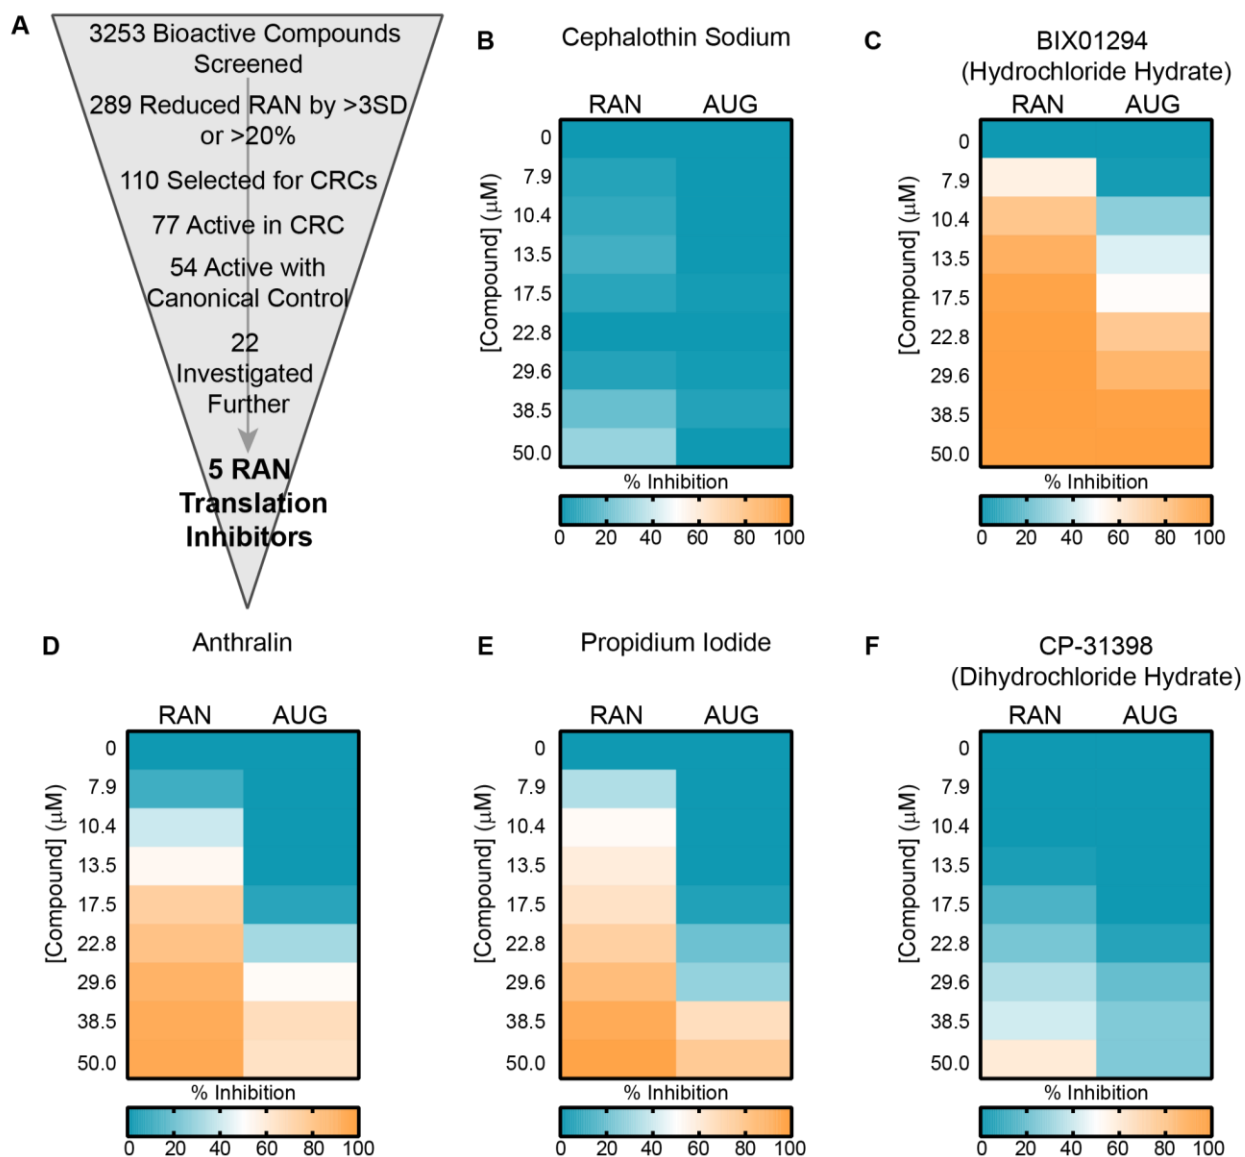 A
3253 Bioactive Compounds
Screened
289 Reduced RAN by >3SD
or >20%
110 Selected for CRCs
77 Active in CRC
54 Active with
Canonical Control
22
Investigated
Further
5 RAN
Translation
Inhibitors
B
Cephalothin Sodium
RAN AUG
[Compound] (μM)
0
7.9
10.4
13.5
17.5
22.8
29.6
38.5
50.0
% Inhibition
0 20 40 60 80 100
C
BIX01294
(Hydrochloride Hydrate)
RAN AUG
[Compound] (μM)
0
7.9
10.4
13.5
17.5
22.8
29.6
38.5
50.0
% Inhibition
0 20 40 60 80 100
D
Anthralin
RAN AUG
[Compound] (μM)
0
7.9
10.4
13.5
17.5
22.8
29.6
38.5
50.0
% Inhibition
0 20 40 60 80 100
E
Propidium Iodide
RAN AUG
[Compound] (μM)
0
7.9
10.4
13.5
17.5
22.8
29.6
38.5
50.0
% Inhibition
0 20 40 60 80 100
F
CP-31398
(Dihydrochloride Hydrate)
RAN AUG
[Compound] (μM)
0
7.9
10.4
13.5
17.5
22.8
29.6
38.5
50.0
% Inhibition
0 20 40 60 80 100